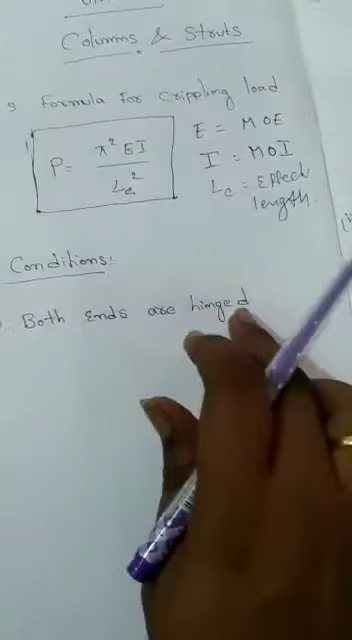 Columns & Struts
s formula for Crippling load
P = π² EI / Le²
E = MOE
I = MOI
Le = Effect length.
Conditions:
Both Ends are hinged